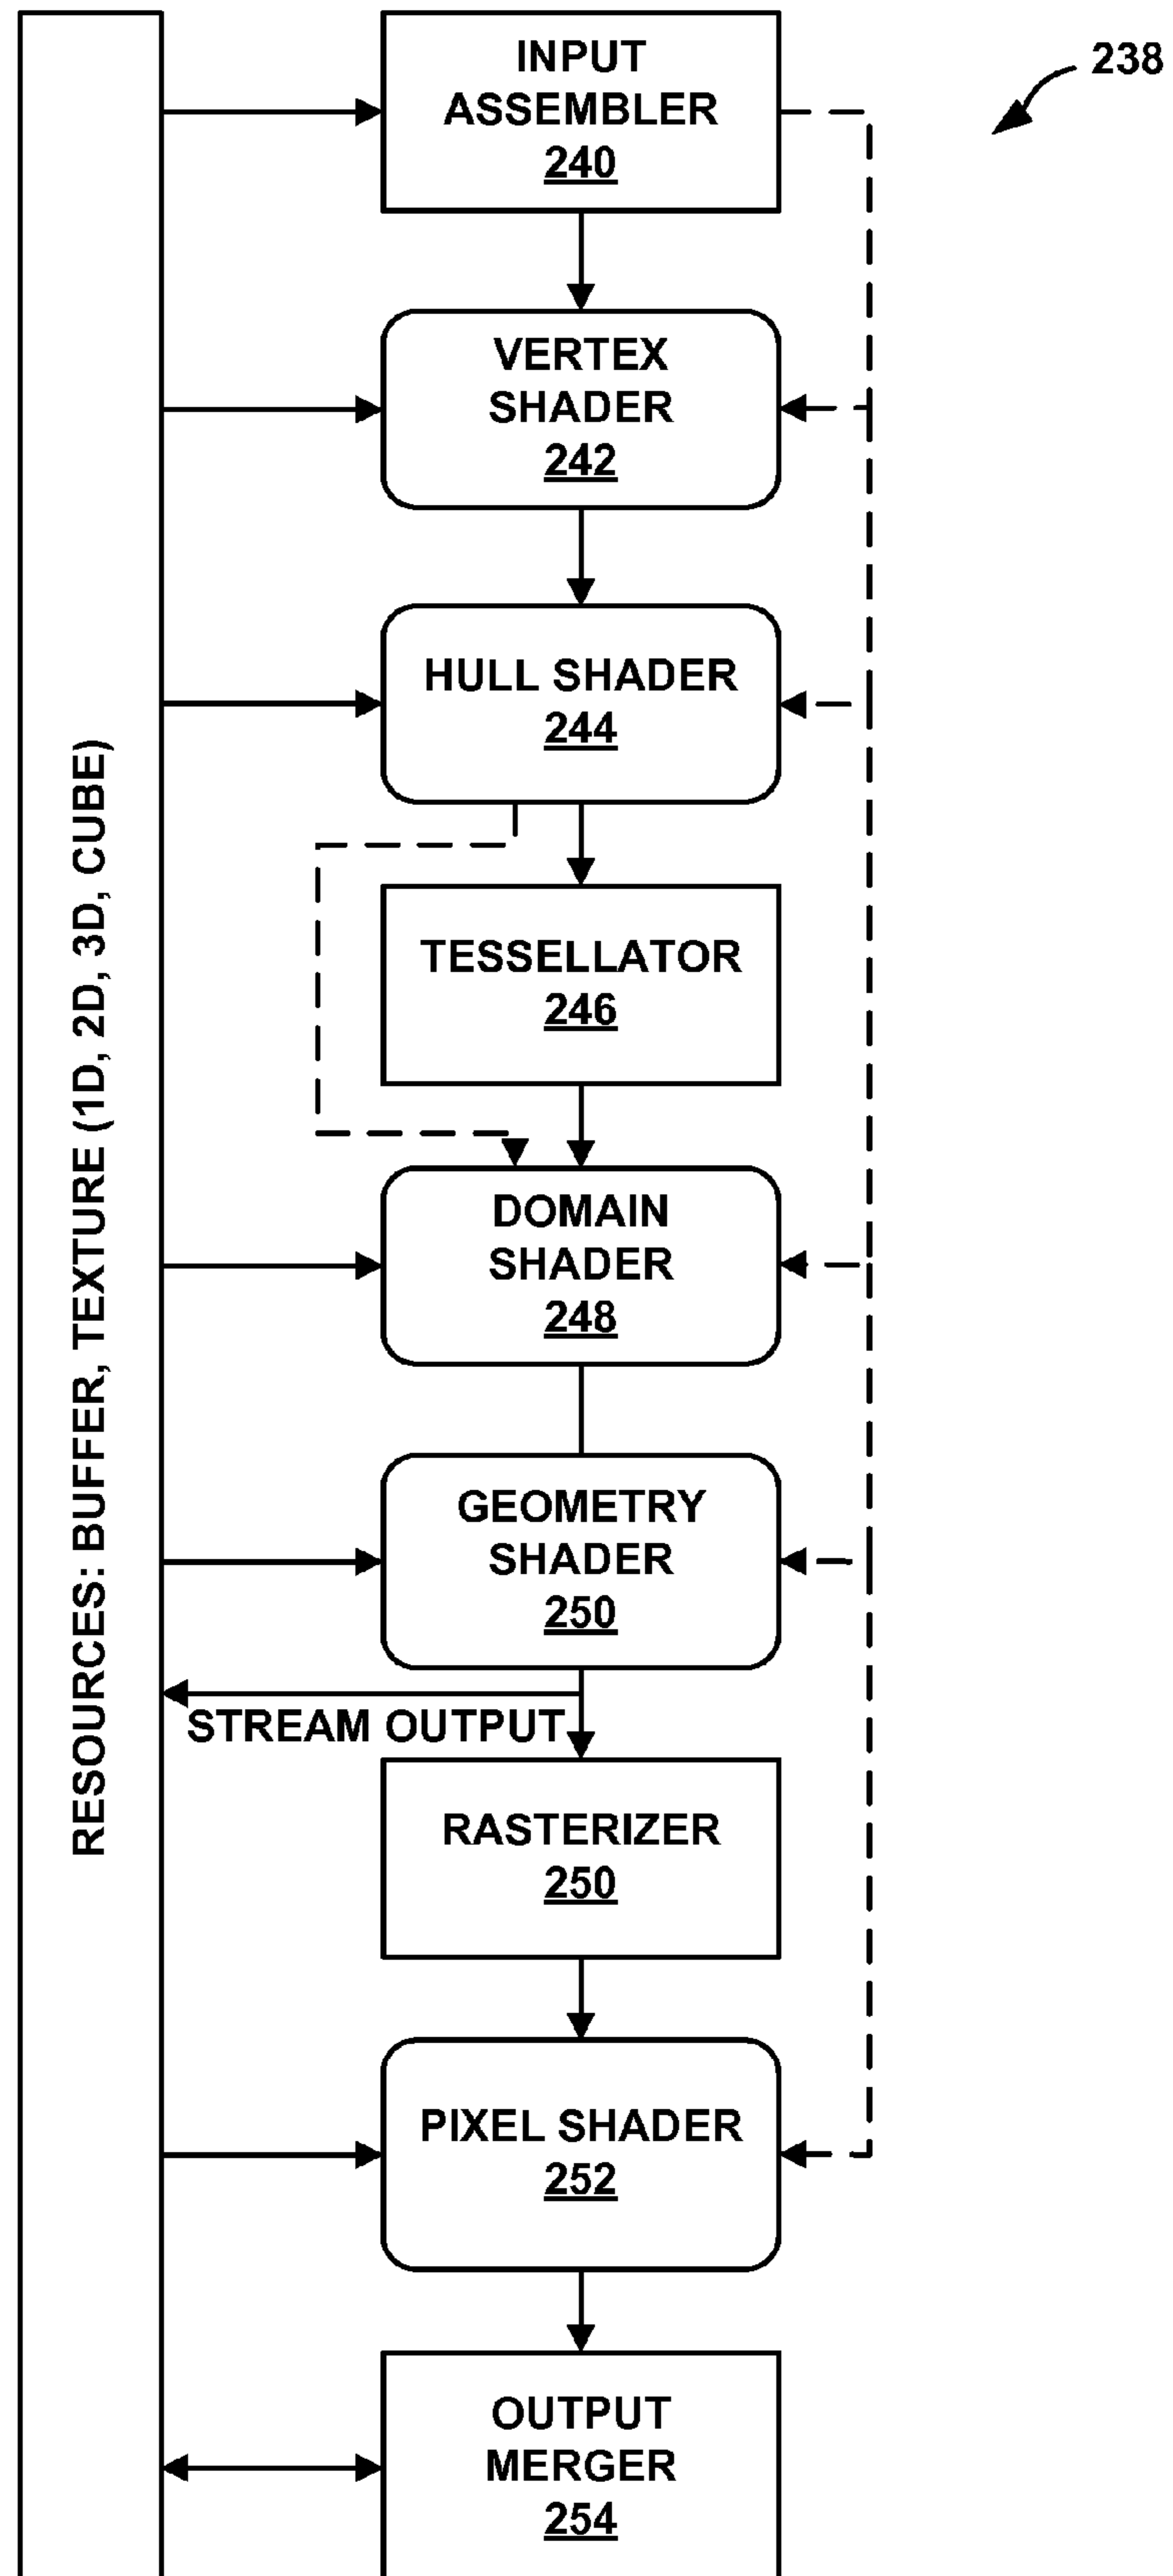 INPUT
ASSEMBLER
240
238
VERTEX
SHADER
242
HULL SHADER
244
TESSELLATOR
246
DOMAIN
SHADER
248
GEOMETRY
SHADER
250
STREAM OUTPUT
RASTERIZER
250
PIXEL SHADER
252
OUTPUT
MERGER
254
RESOURCES: BUFFER, TEXTURE (1D, 2D, 3D, CUBE)